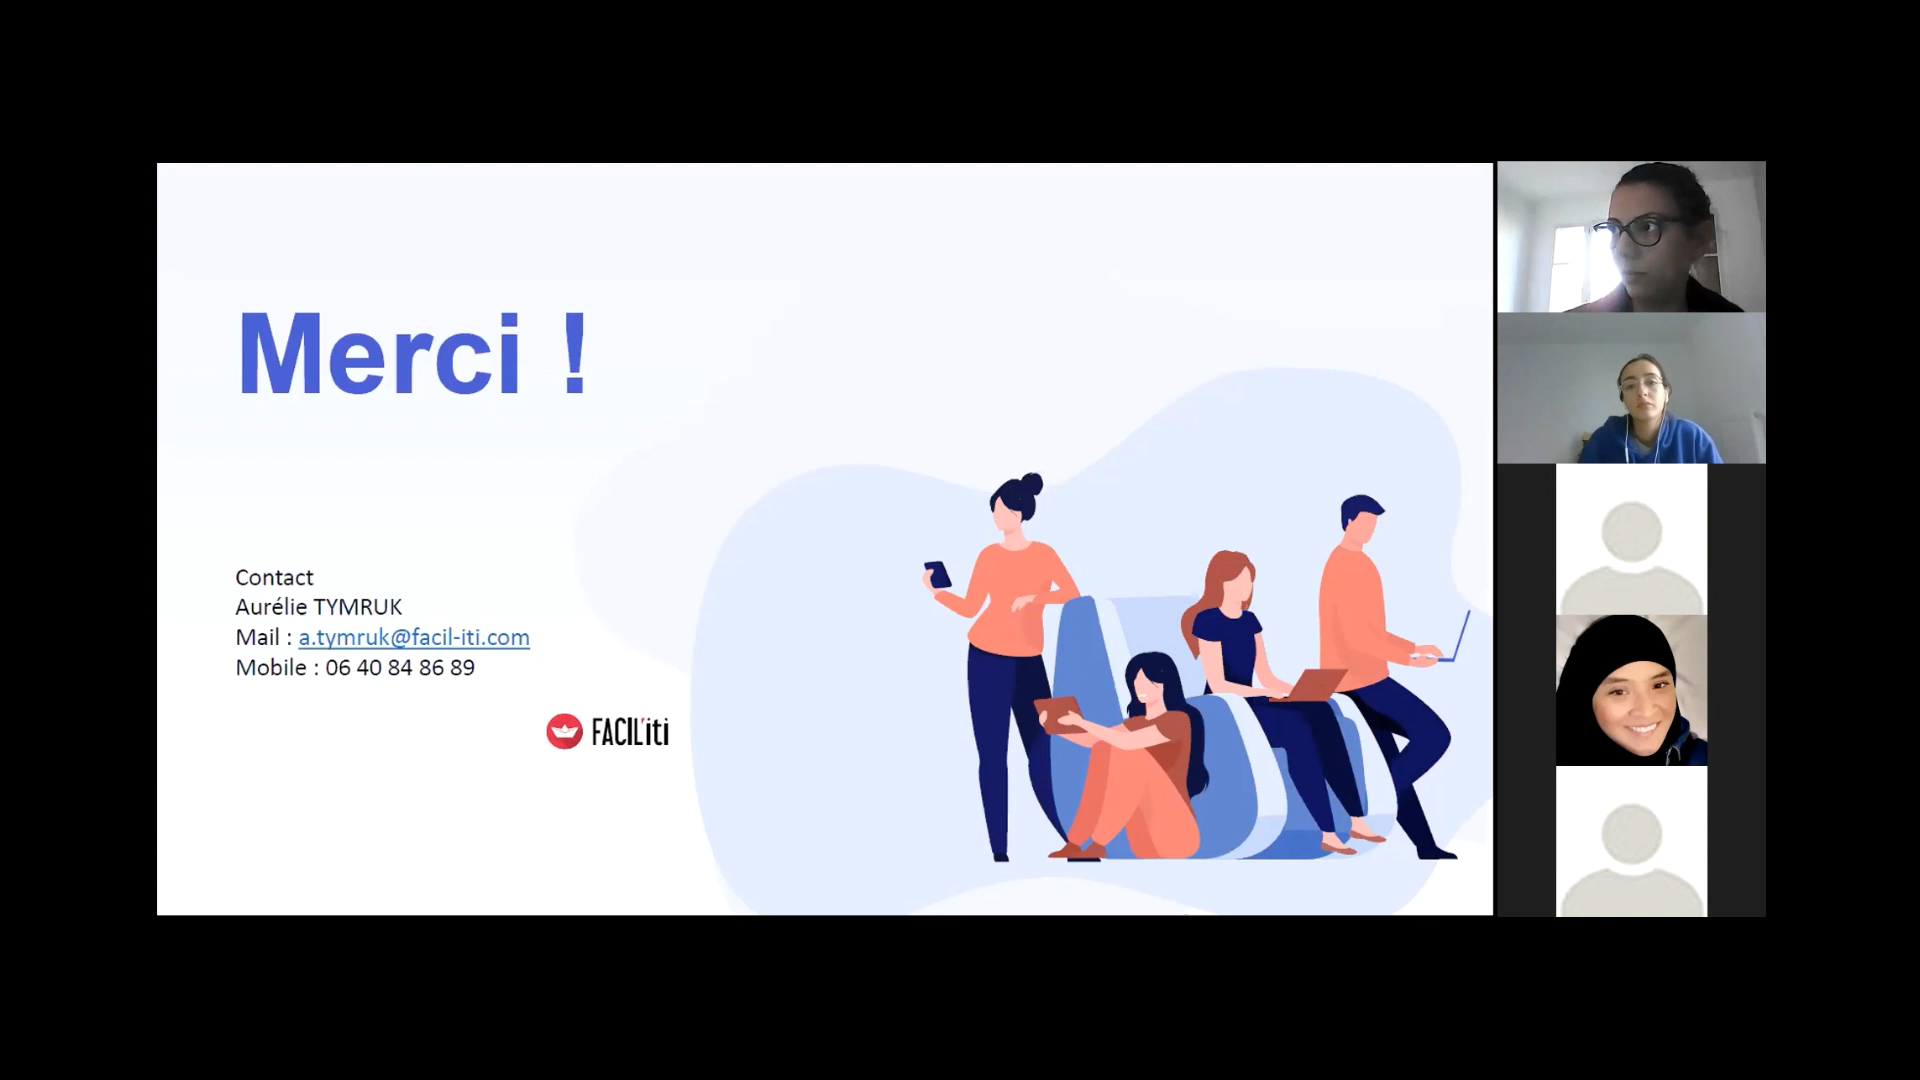 Merci !
Contact
Aurélie TYMRUK
Mail : a.tymruk@facil-iti.com
Mobile : 06 40 84 86 89
FACIL'iti